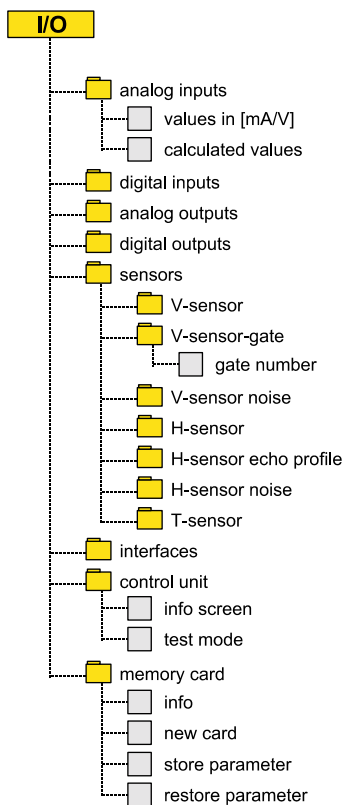 I/O
analog inputs
values in [mA/V]
calculated values
digital inputs
analog outputs
digital outputs
sensors
V-sensor
V-sensor-gate
gate number
V-sensor noise
H-sensor
H-sensor echo profile
H-sensor noise
T-sensor
interfaces
control unit
info screen
test mode
memory card
info
new card
store parameter
restore parameter